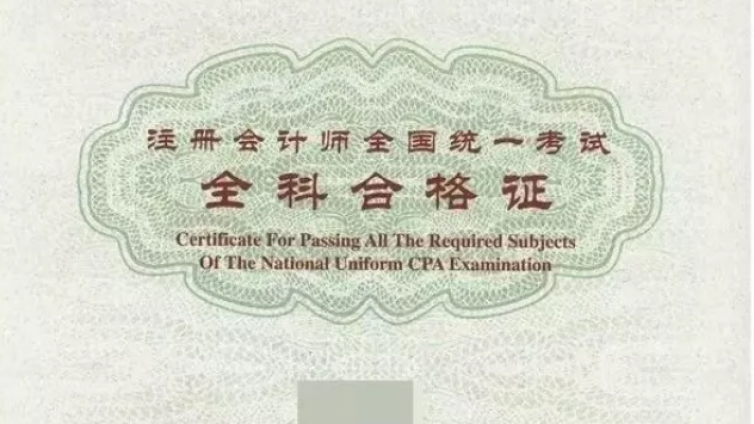 注册会计师全国统一考试
全科合格证
Certificate For Passing All The Required Subjects
Of The National Uniform CPA Examination